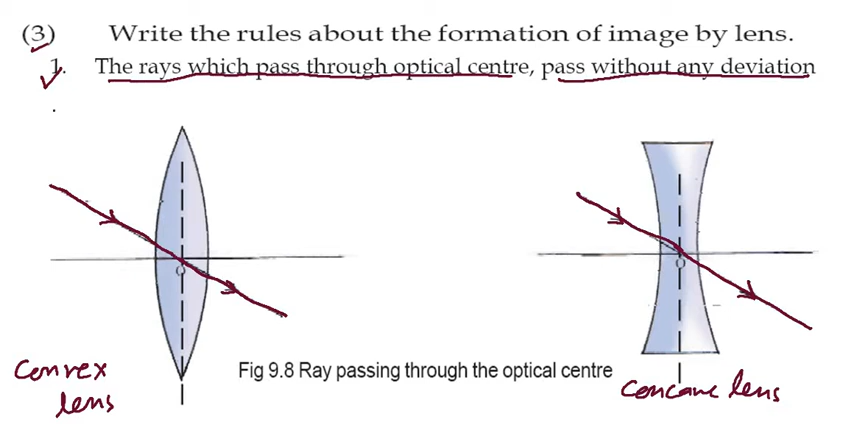 (3) Write the rules about the formation of image by lens.
1. The rays which pass through optical centre, pass without any deviation
O
O
Fig 9.8 Ray passing through the optical centre
Convex
lens
Concave lens